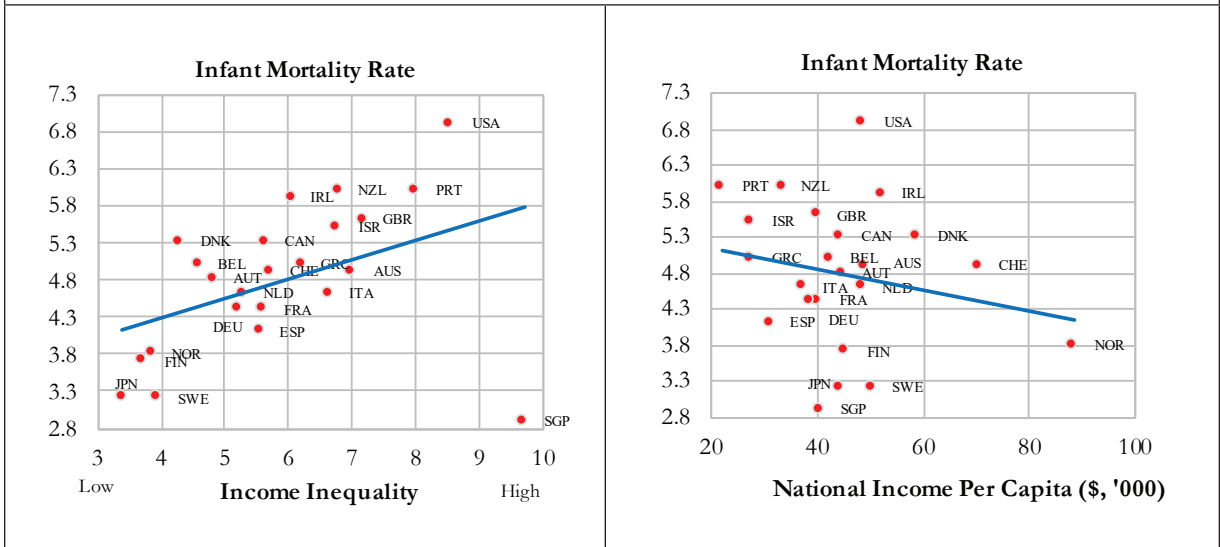 Infant Mortality Rate
7.3
6.8
6.3
5.8
5.3
4.8
4.3
3.8
3.3
2.8
USA
IRL
NZL
PRT
GBR
ISR
DNK
CAN
BEL
CHE
GRC
AUS
AUT
NLD
ITA
FRA
DEU
ESP
NOR
FIN
JPN
SWE
SGP
3 4 5 6 7 8 9 10
Low
Income Inequality
High
Infant Mortality Rate
7.3
6.8
6.3
5.8
5.3
4.8
4.3
3.8
3.3
2.8
USA
PRT
NZL
IRL
ISR
GBR
CAN
DNK
GRC
BEL
AUS
CHE
AUT
ITA
NLD
FRA
ESP
DEU
FIN
NOR
JPN
SWE
SGP
20 40 60 80 100
National Income Per Capita ($, '000)